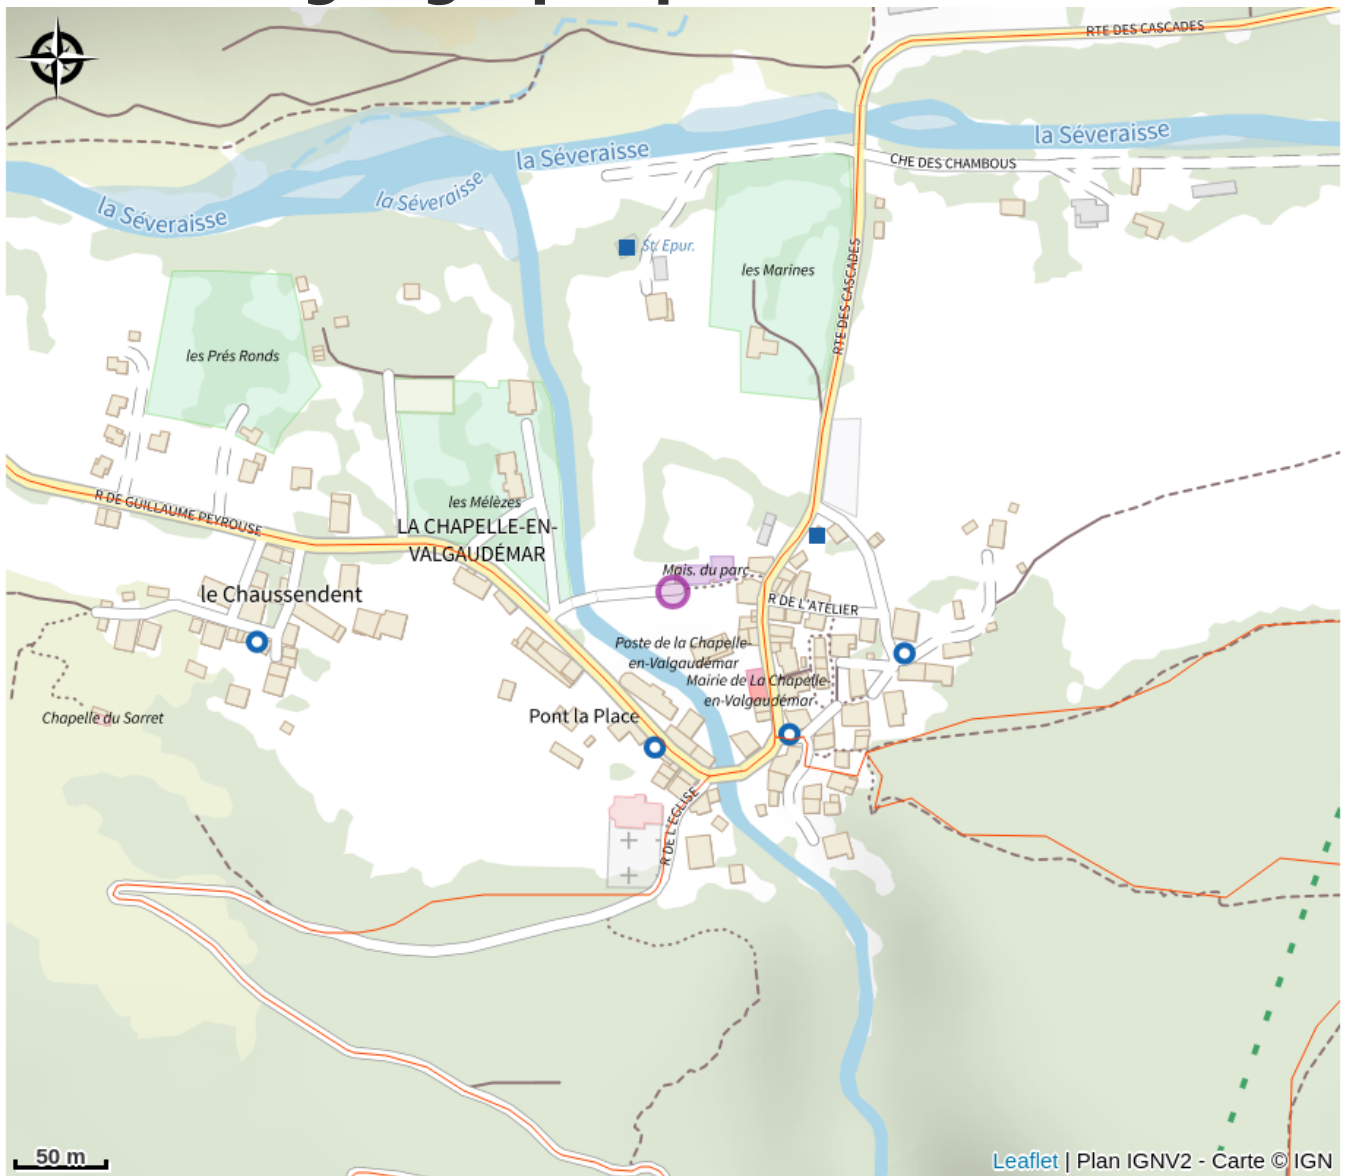 RTE DES CASCADES
la Séveraisse
la Séveraisse
CHE DES CHAMBOUS
la Séveraisse
la Séveraisse
St. Epur.
les Marines
RTE DES CASCADES
les Prés Ronds
R DE GUILLAUME PEYROUSE
les Mélèzes
LA CHAPELLE-EN-
VALGAUDÉMAR
Mais. du parc
le Chaussendent
R DE L'ATELIER
Poste de la Chapelle-
en-Valgaudémar
Mairie de La Chapelle-
en-Valgaudémar
Chapelle du Sarret
Pont la Place
R DE L'EGLISE
50 m
Leaflet | Plan IGNV2 - Carte © IGN